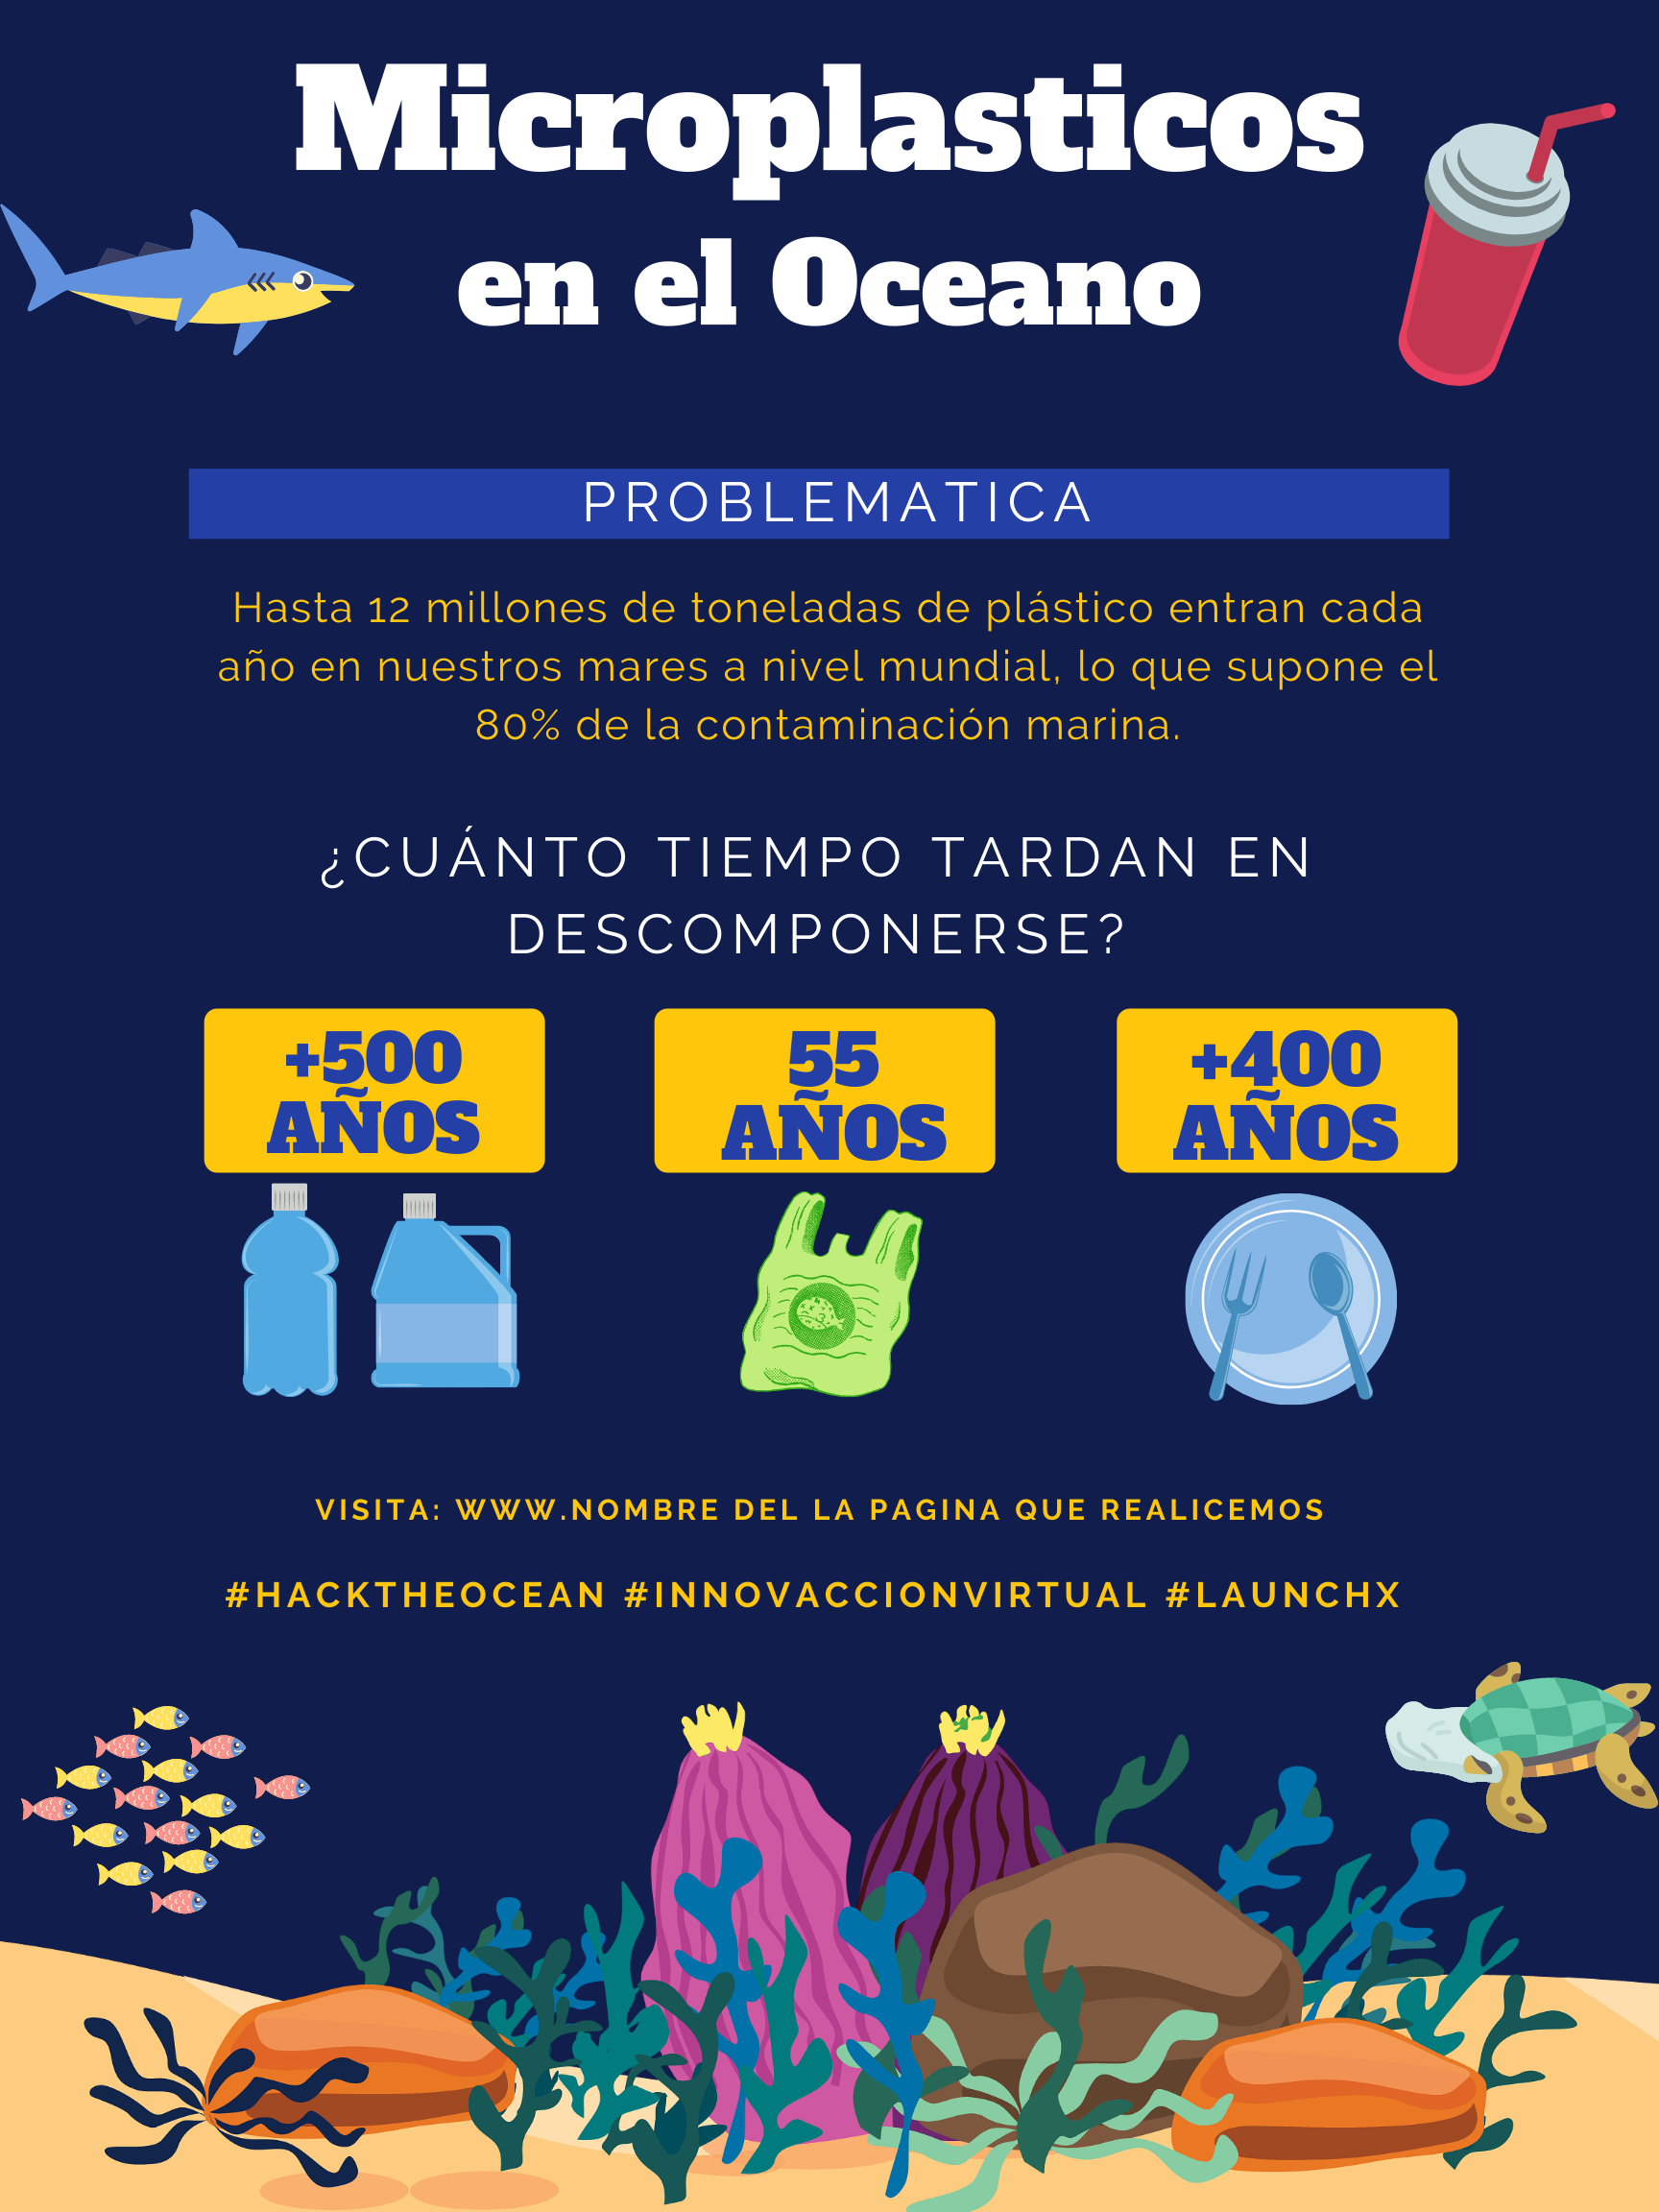 Microplasticos
en el Oceano
PROBLEMATICA
Hasta 12 millones de toneladas de plástico entran cada
año en nuestros mares a nivel mundial, lo que supone el
80% de la contaminación marina.
¿CUÁNTO TIEMPO TARDAN EN
DESCOMPONERSE?
+500
AÑOS
55
AÑOS
+400
AÑOS
VISITA: WWW.NOMBRE DEL LA PAGINA QUE REALICEMOS
#HACKTHEOCEAN #INNOVACCIONVIRTUAL #LAUNCHX